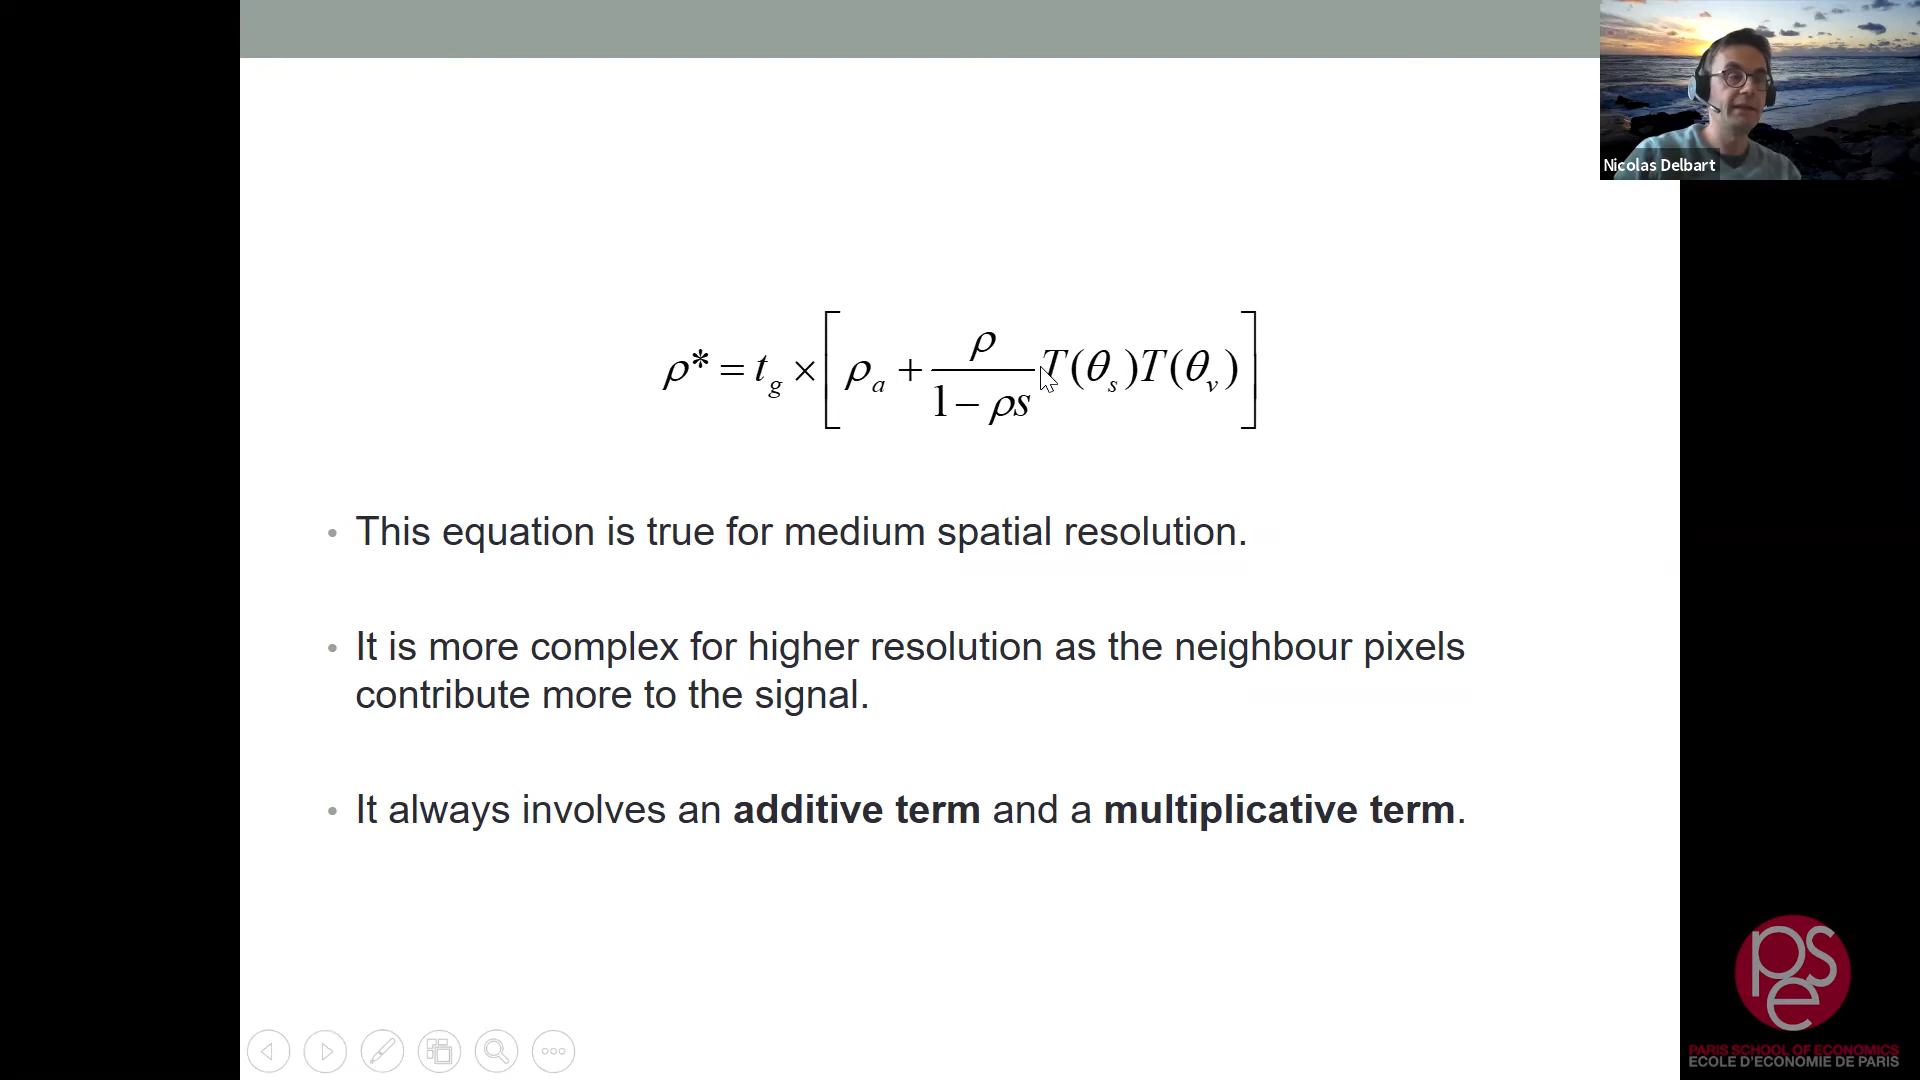 Nicolas Delbart
ρ* = t_g × [ ρ_a + ρ / (1 − ρs) T(θ_s)T(θ_v) ]
• This equation is true for medium spatial resolution.
• It is more complex for higher resolution as the neighbour pixels
contribute more to the signal.
• It always involves an additive term and a multiplicative term.
pse
PARIS SCHOOL OF ECONOMICS
ECOLE D'ECONOMIE DE PARIS